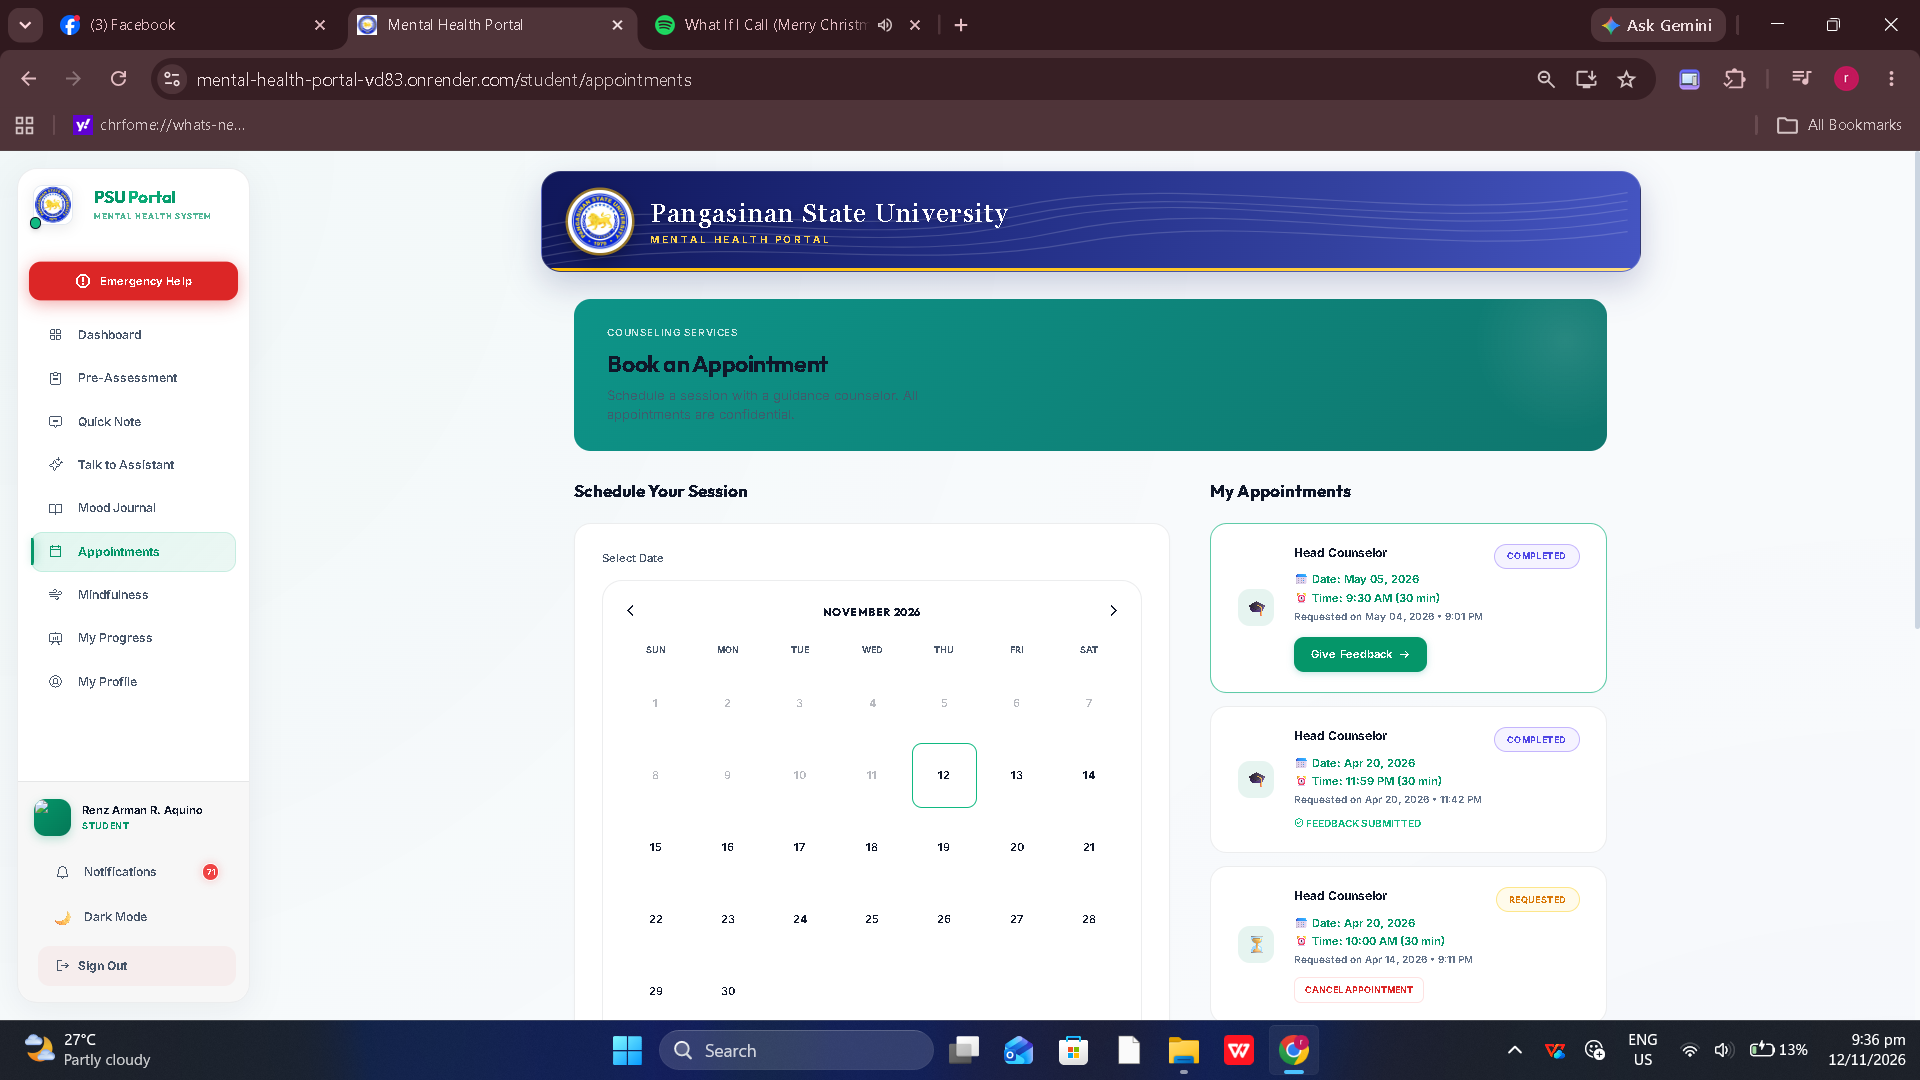 (3) Facebook
Mental Health Portal
What If I Call (Merry Christm
Ask Gemini
mental-health-portal-vd83.onrender.com/student/appointments
r
y!
chrfome://whats-ne...
All Bookmarks
PSU Portal
MENTAL HEALTH SYSTEM
Emergency Help
Dashboard
Pre-Assessment
Quick Note
Talk to Assistant
Mood Journal
Appointments
Mindfulness
My Progress
My Profile
Renz Arman R. Aquino
STUDENT
Notifications
71
Dark Mode
Sign Out
Pangasinan State University
MENTAL HEALTH PORTAL
COUNSELING SERVICES
Book an Appointment
Schedule a session with a guidance counselor. All
appointments are confidential.
Schedule Your Session
Select Date
NOVEMBER 2026
SUN MON TUE WED THU FRI SAT
1 2 3 4 5 6 7
8 9 10 11 12 13 14
15 16 17 18 19 20 21
22 23 24 25 26 27 28
29 30
My Appointments
Head Counselor
COMPLETED
Date: May 05, 2026
Time: 9:30 AM (30 min)
Requested on May 04, 2026 • 9:01 PM
Give Feedback →
Head Counselor
COMPLETED
Date: Apr 20, 2026
Time: 11:59 PM (30 min)
Requested on Apr 20, 2026 • 11:42 PM
FEEDBACK SUBMITTED
Head Counselor
REQUESTED
Date: Apr 20, 2026
Time: 10:00 AM (30 min)
Requested on Apr 14, 2026 • 9:11 PM
CANCEL APPOINTMENT
27°C
Partly cloudy
Search
ENG
US
13%
9:36 pm
12/11/2026